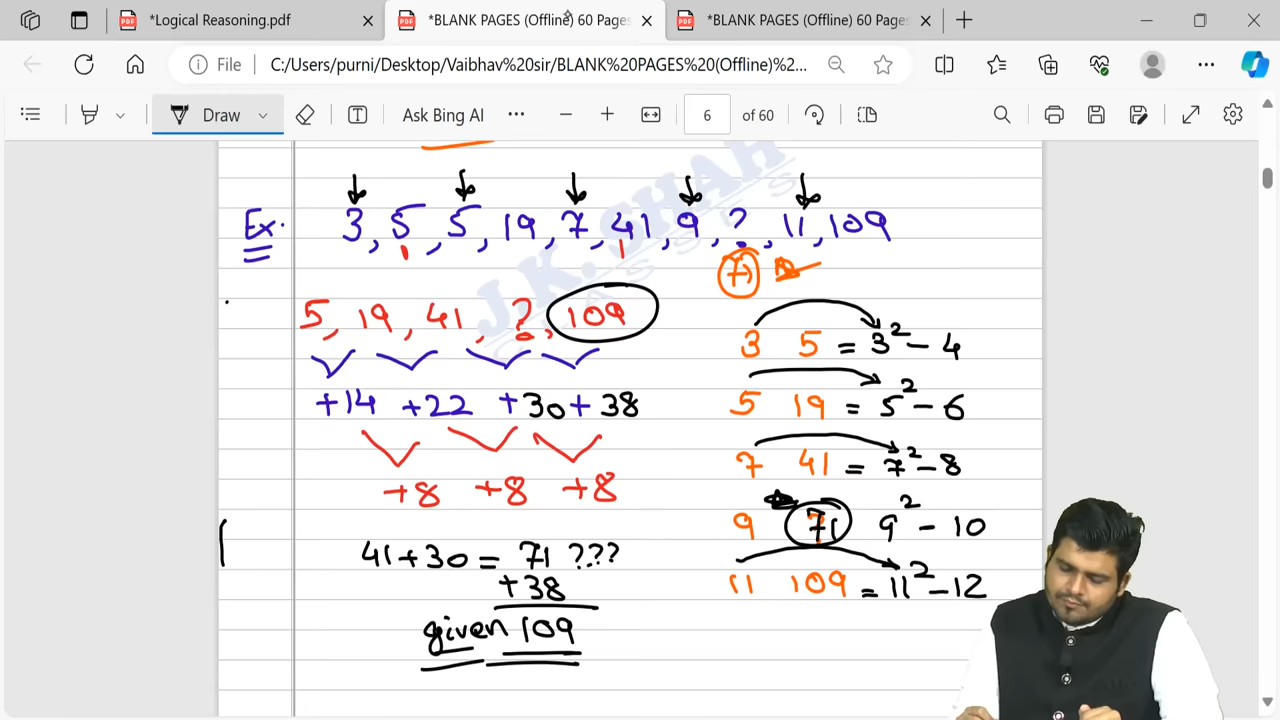 *Logical Reasoning.pdf
*BLANK PAGES (Offline) 60 Pages
*BLANK PAGES (Offline) 60 Pages
File
C:/Users/purni/Desktop/Vaibhav%20sir/BLANK%20PAGES%20(Offline)%2...
Draw
Ask Bing AI
6
of 60
J.K. SHAH
CLASSES
Ex:
3, 5, 5, 19, 7, 41, 9, ?, 11, 109
71
5, 19, 41, ?, 109
+14 +22 +30 +38
+8 +8 +8
41+30 = 71 ???
+38
given 109
3 5 = 3²-4
5 19 = 5²-6
7 41 = 7²-8
9 71 9²-10
11 109 = 11²-12